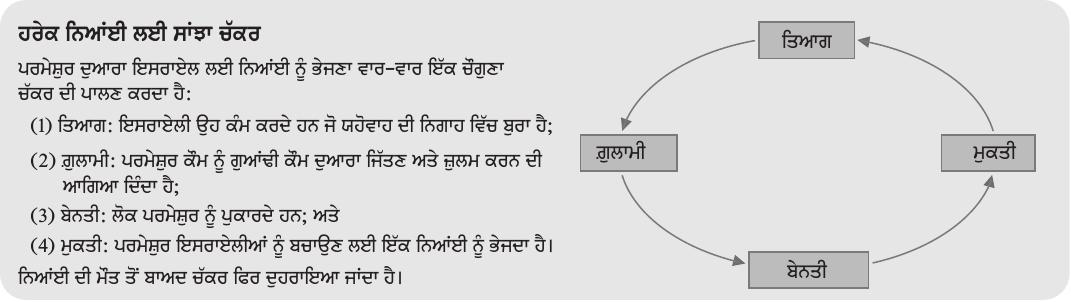 ਹਰੇਕ ਨਿਆਂਈ ਲਈ ਸਾਂਝਾ ਚੱਕਰ
ਪਰਮੇਸ਼ੁਰ ਦੁਆਰਾ ਇਸਰਾਏਲ ਲਈ ਨਿਆਂਈ ਨੂੰ ਭੇਜਣਾ ਵਾਰ-ਵਾਰ ਇੱਕ ਚੌਗੁਣਾ
ਚੱਕਰ ਦੀ ਪਾਲਣ ਕਰਦਾ ਹੈ:
(1) ਤਿਆਗ: ਇਸਰਾਏਲੀ ਉਹ ਕੰਮ ਕਰਦੇ ਹਨ ਜੋ ਯਹੋਵਾਹ ਦੀ ਨਿਗਾਹ ਵਿੱਚ ਬੁਰਾ ਹੈ;
(2) ਗ਼ੁਲਾਮੀ: ਪਰਮੇਸ਼ੁਰ ਕੌਮ ਨੂੰ ਗੁਆਂਢੀ ਕੌਮ ਦੁਆਰਾ ਜਿੱਤਣ ਅਤੇ ਜ਼ੁਲਮ ਕਰਨ ਦੀ
ਆਗਿਆ ਦਿੰਦਾ ਹੈ;
(3) ਬੇਨਤੀ: ਲੋਕ ਪਰਮੇਸ਼ੁਰ ਨੂੰ ਪੁਕਾਰਦੇ ਹਨ; ਅਤੇ
(4) ਮੁਕਤੀ: ਪਰਮੇਸ਼ੁਰ ਇਸਰਾਏਲੀਆਂ ਨੂੰ ਬਚਾਉਣ ਲਈ ਇੱਕ ਨਿਆਂਈ ਨੂੰ ਭੇਜਦਾ ਹੈ।
ਨਿਆਂਈ ਦੀ ਮੌਤ ਤੋਂ ਬਾਅਦ ਚੱਕਰ ਫਿਰ ਦੁਹਰਾਇਆ ਜਾਂਦਾ ਹੈ।
ਤਿਆਗ
ਗ਼ੁਲਾਮੀ
ਮੁਕਤੀ
ਬੇਨਤੀ